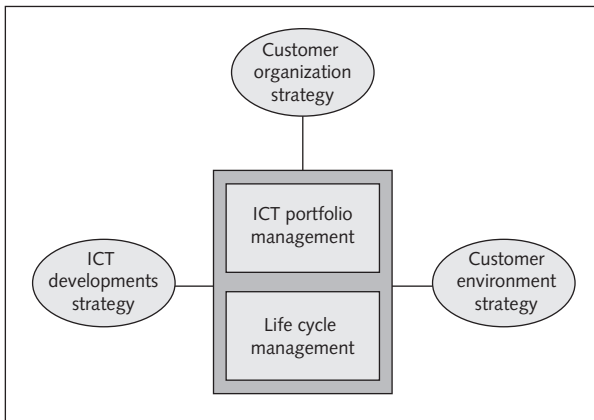 Customer
organization
strategy
ICT portfolio
management
ICT
developments
strategy
Customer
environment
strategy
Life cycle
management